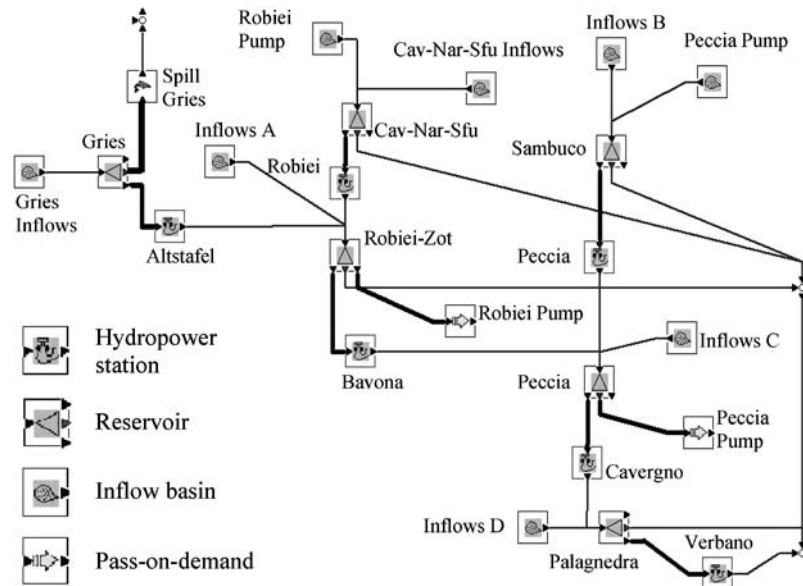 Robiei
Pump
Inflows B
Peccia Pump
Cav-Nar-Sfu Inflows
Spill
Gries
Gries
Inflows A
Cav-Nar-Sfu
Sambuco
Robiei
Gries
Inflows
Altstafel
Robiei-Zot
Peccia
Robiei Pump
Hydropower
station
Bavona
Inflows C
Peccia
Reservoir
Peccia
Pump
Cavergno
Inflow basin
Inflows D
Palagnedra
Verbano
Pass-on-demand